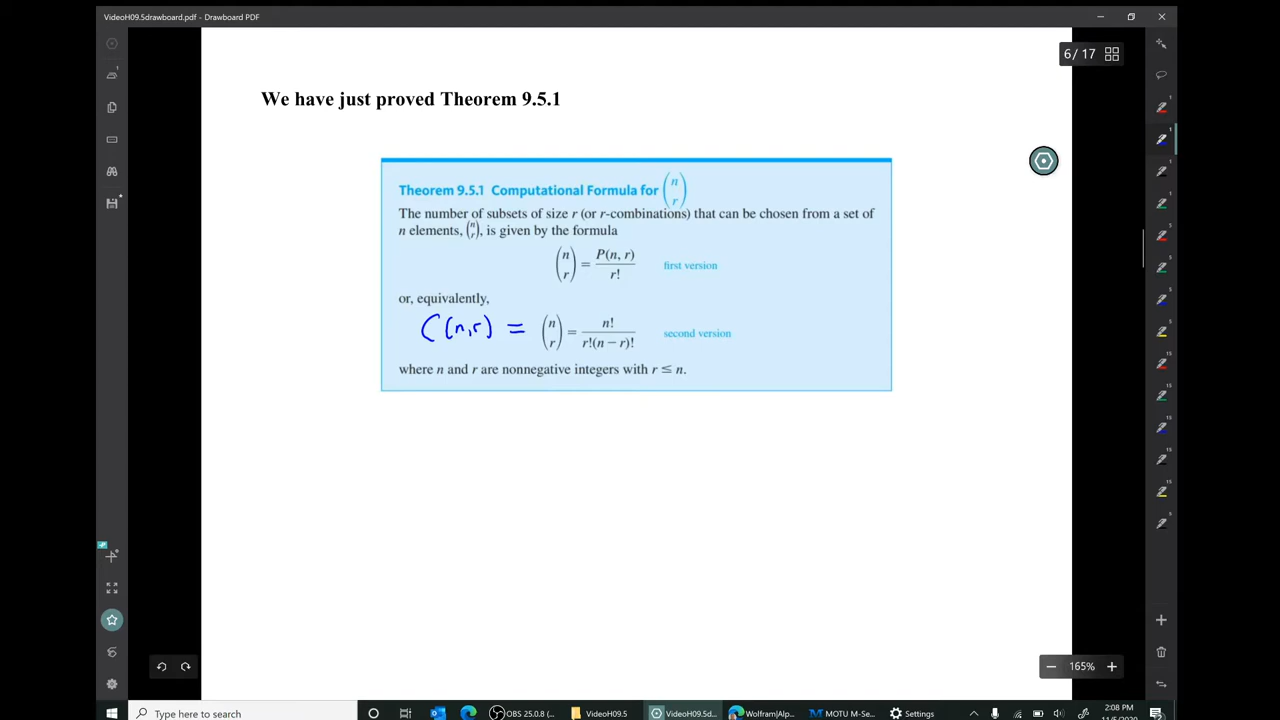 VideoH09.5drawboard.pdf - Drawboard PDF
6 / 17
We have just proved Theorem 9.5.1
Theorem 9.5.1 Computational Formula for (n r)
The number of subsets of size r (or r-combinations) that can be chosen from a set of
n elements, (n r), is given by the formula
(n r) = P(n, r) / r! first version
or, equivalently,
C(n,r) = (n r) = n! / r!(n − r)! second version
where n and r are nonnegative integers with r ≤ n.
165%
Type here to search
OBS 25.0.8 (...
VideoH09.5
VideoH09.5d...
Wolfram|Alp...
MOTU M-Se...
Settings
2:08 PM